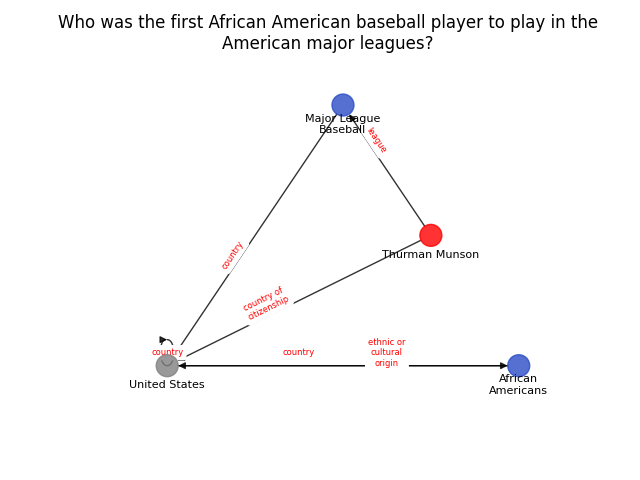 Who was the first African American baseball player to play in the
American major leagues?
Major League
Baseball
league
Thurman Munson
country
country of
citizenship
ethnic or
cultural
origin
country
country
United States
African
Americans